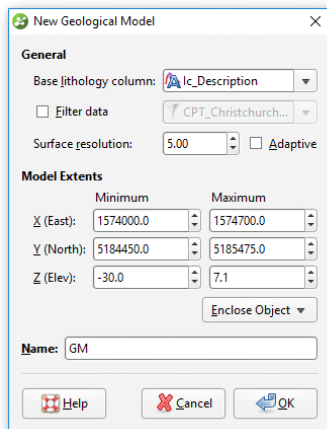 New Geological Model
General
Base lithology column: Ic_Description
Filter data CPT_Christchurch...
Surface resolution: 5.00 Adaptive
Model Extents
Minimum Maximum
X (East): 1574000.0 1574700.0
Y (North): 5184450.0 5185475.0
Z (Elev): -30.0 7.1
Enclose Object
Name: GM
Help Cancel OK